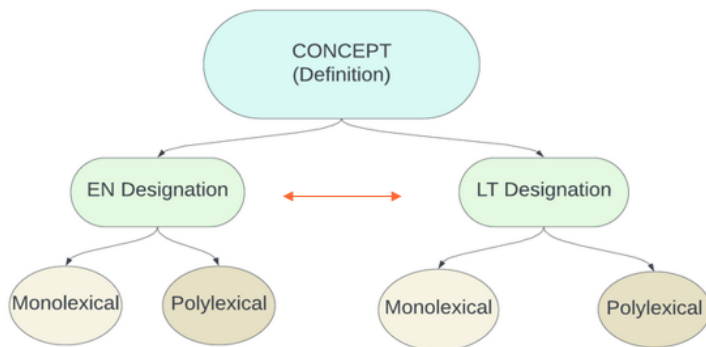 CONCEPT
(Definition)
EN Designation
LT Designation
Monolexical
Polylexical
Monolexical
Polylexical